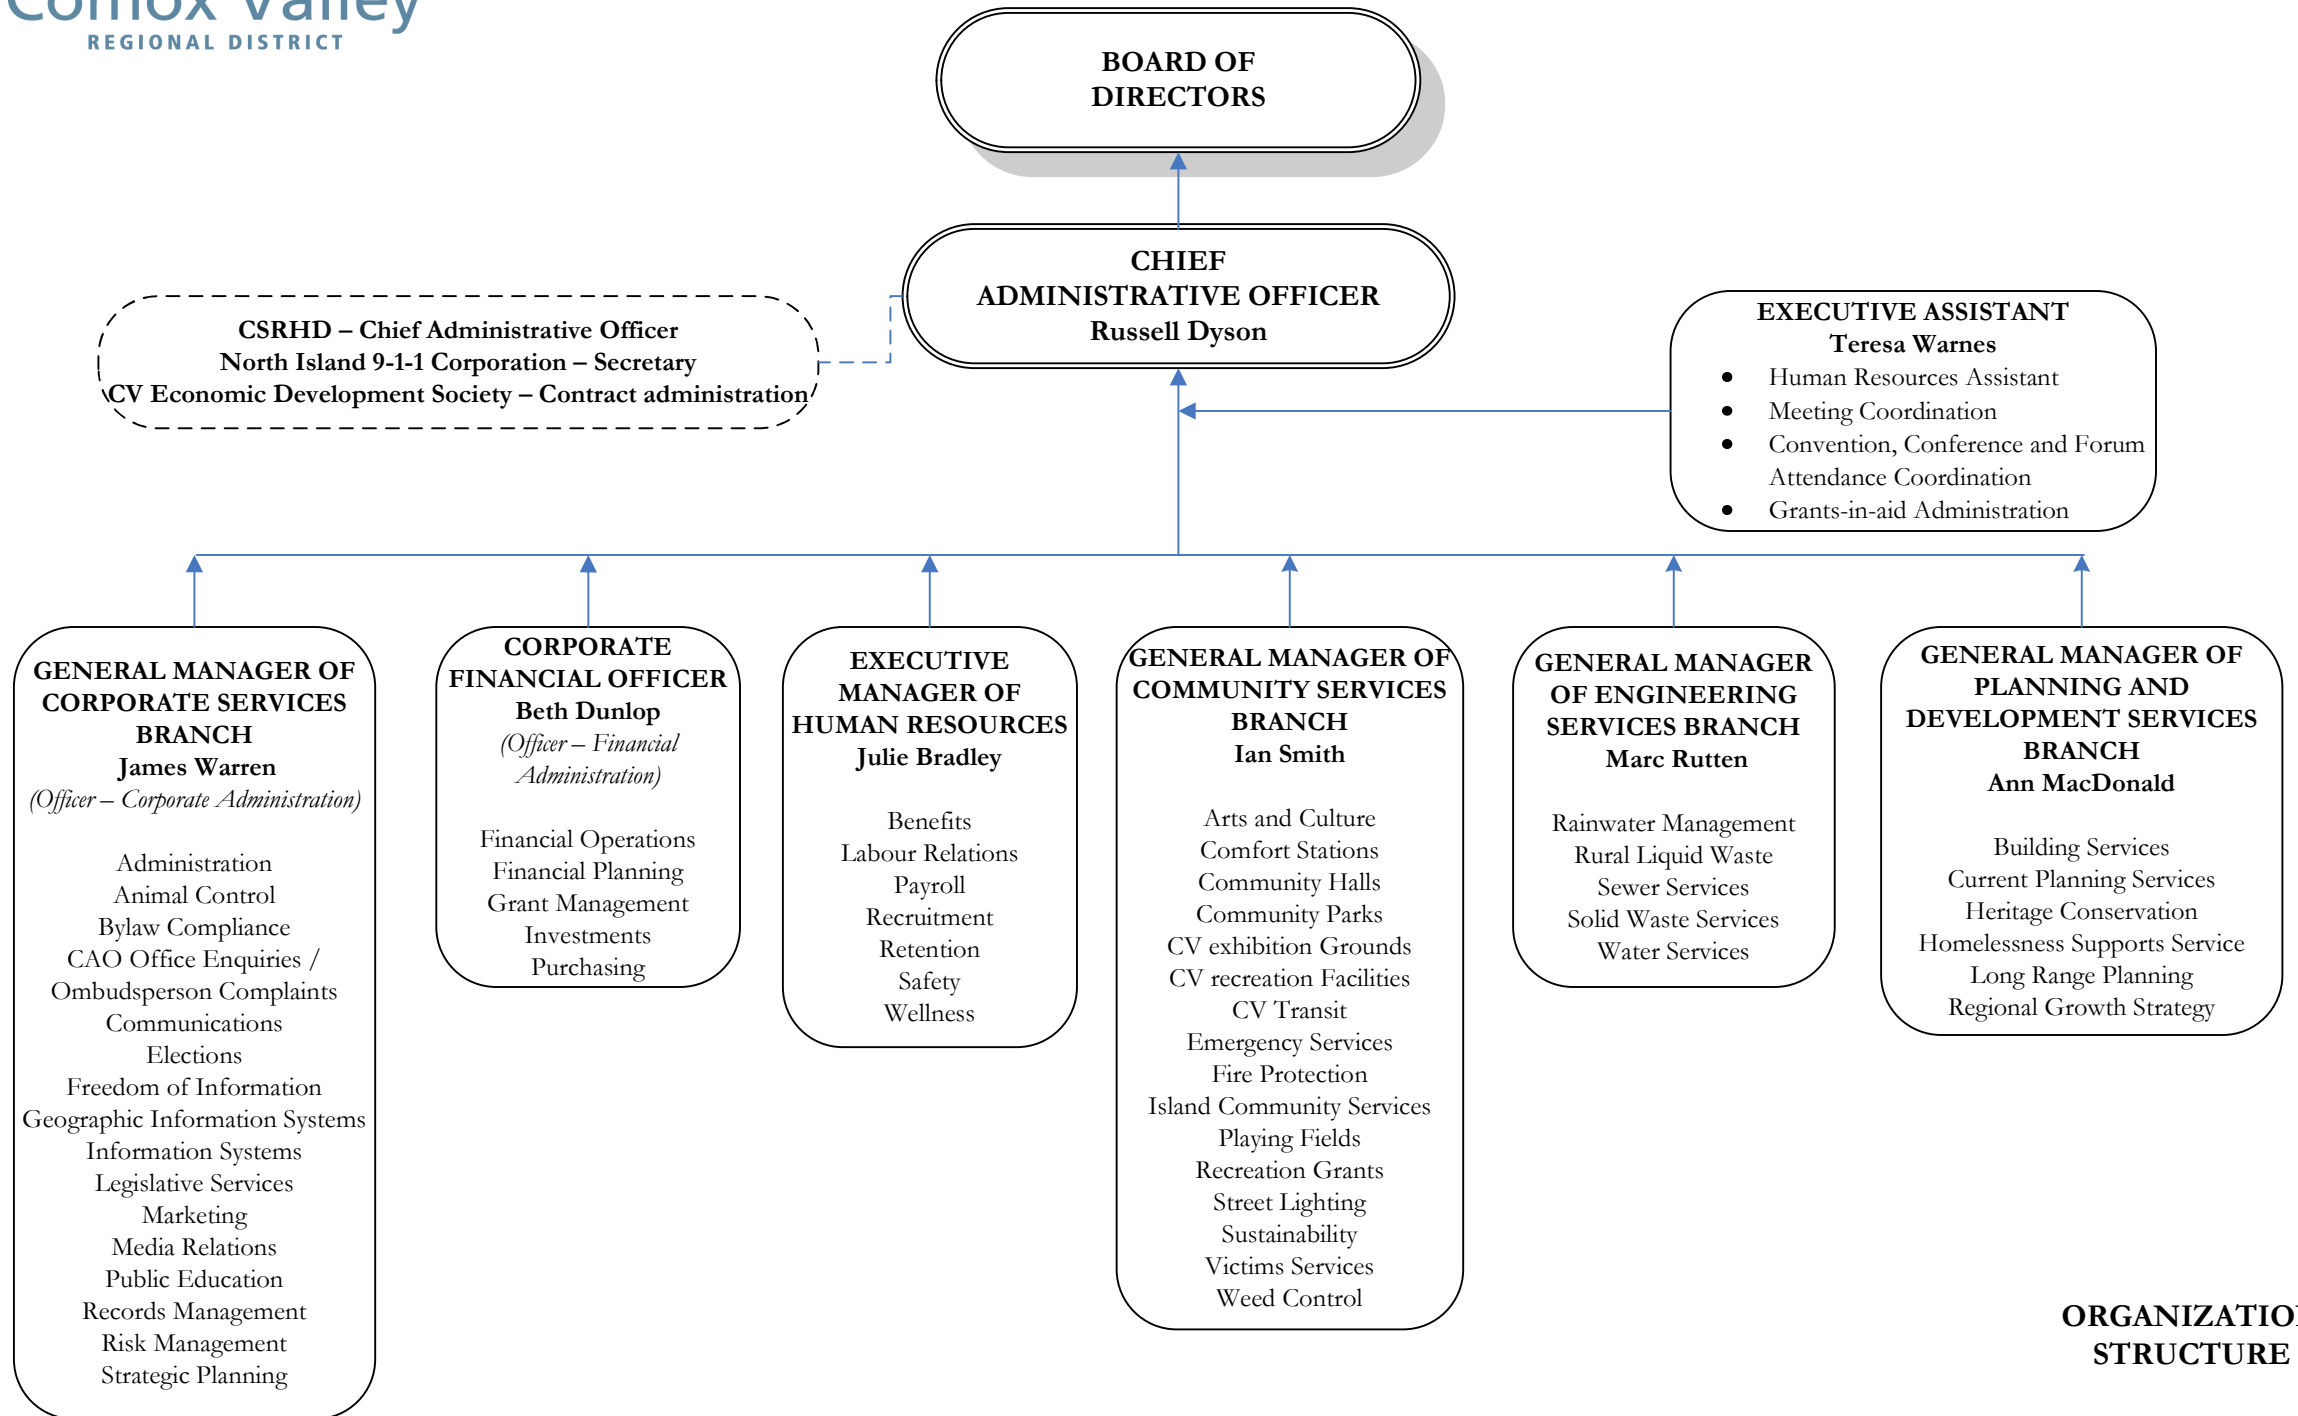 Comox Valley
REGIONAL DISTRICT
BOARD OF
DIRECTORS
CHIEF
ADMINISTRATIVE OFFICER
Russell Dyson
CSRHD – Chief Administrative Officer
North Island 9-1-1 Corporation – Secretary
CV Economic Development Society – Contract administration
EXECUTIVE ASSISTANT
Teresa Warnes
• Human Resources Assistant
• Meeting Coordination
• Convention, Conference and Forum
Attendance Coordination
• Grants-in-aid Administration
GENERAL MANAGER OF
CORPORATE SERVICES
BRANCH
James Warren
(Officer – Corporate Administration)
Administration
Animal Control
Bylaw Compliance
CAO Office Enquiries /
Ombudsperson Complaints
Communications
Elections
Freedom of Information
Geographic Information Systems
Information Systems
Legislative Services
Marketing
Media Relations
Public Education
Records Management
Risk Management
Strategic Planning
CORPORATE
FINANCIAL OFFICER
Beth Dunlop
(Officer – Financial
Administration)
Financial Operations
Financial Planning
Grant Management
Investments
Purchasing
EXECUTIVE
MANAGER OF
HUMAN RESOURCES
Julie Bradley
Benefits
Labour Relations
Payroll
Recruitment
Retention
Safety
Wellness
GENERAL MANAGER OF
COMMUNITY SERVICES
BRANCH
Ian Smith
Arts and Culture
Comfort Stations
Community Halls
Community Parks
CV exhibition Grounds
CV recreation Facilities
CV Transit
Emergency Services
Fire Protection
Island Community Services
Playing Fields
Recreation Grants
Street Lighting
Sustainability
Victims Services
Weed Control
GENERAL MANAGER
OF ENGINEERING
SERVICES BRANCH
Marc Rutten
Rainwater Management
Rural Liquid Waste
Sewer Services
Solid Waste Services
Water Services
GENERAL MANAGER OF
PLANNING AND
DEVELOPMENT SERVICES
BRANCH
Ann MacDonald
Building Services
Current Planning Services
Heritage Conservation
Homelessness Supports Service
Long Range Planning
Regional Growth Strategy
ORGANIZATIO
STRUCTURE